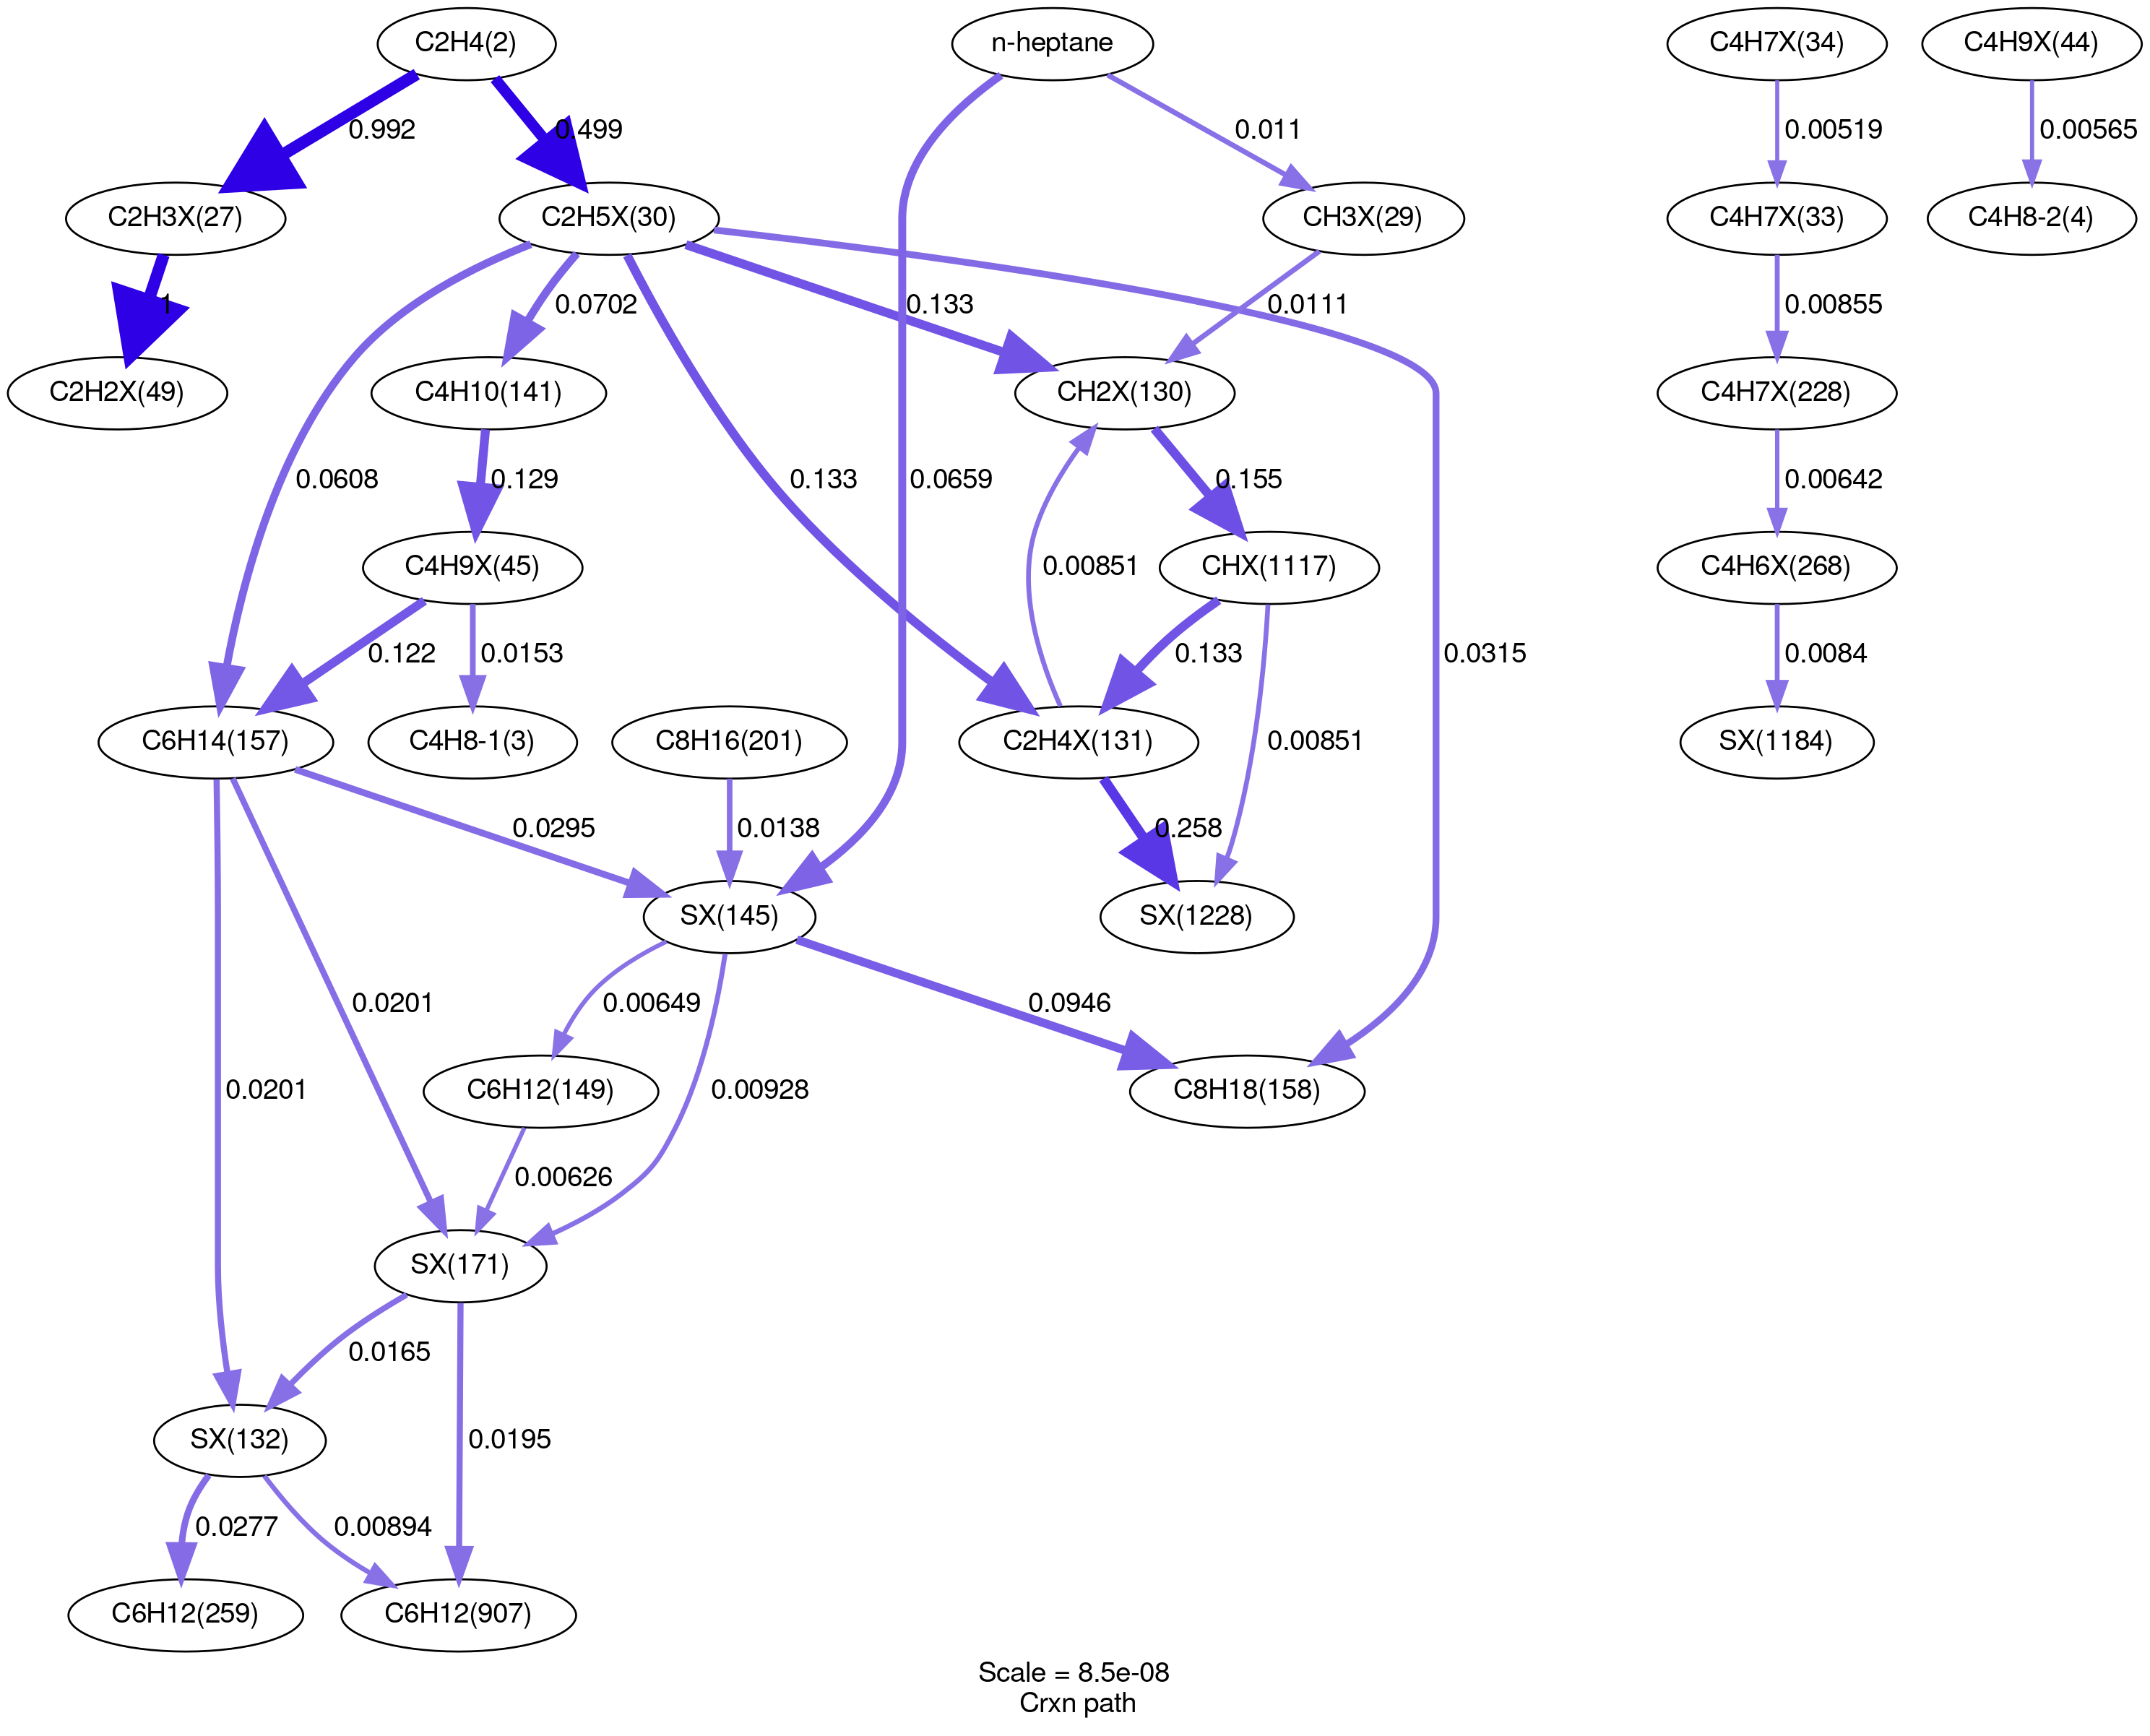 C2H4(2)
n-heptane
C4H7X(34)
C4H9X(44)
0.992
0.499
0.011
0.00519
0.00565
C2H3X(27)
C2H5X(30)
CH3X(29)
C4H7X(33)
C4H8-2(4)
1
0.0702
0.133
0.0111
0.00855
C2H2X(49)
C4H10(141)
CH2X(130)
C4H7X(228)
0.0608
0.129
0.133
0.0659
0.155
0.00642
0.00851
C4H9X(45)
CHX(1117)
C4H6X(268)
0.122
0.0153
0.133
0.0315
0.0084
C6H14(157)
C4H8-1(3)
C8H16(201)
C2H4X(131)
0.00851
SX(1184)
0.0295
0.0138
0.258
SX(145)
SX(1228)
0.0201
0.00649
0.0946
0.0201
C6H12(149)
0.00928
C8H18(158)
0.00626
SX(171)
0.0165
0.0195
SX(132)
0.0277
0.00894
C6H12(259)
C6H12(907)
Scale = 8.5e-08
Crxn path